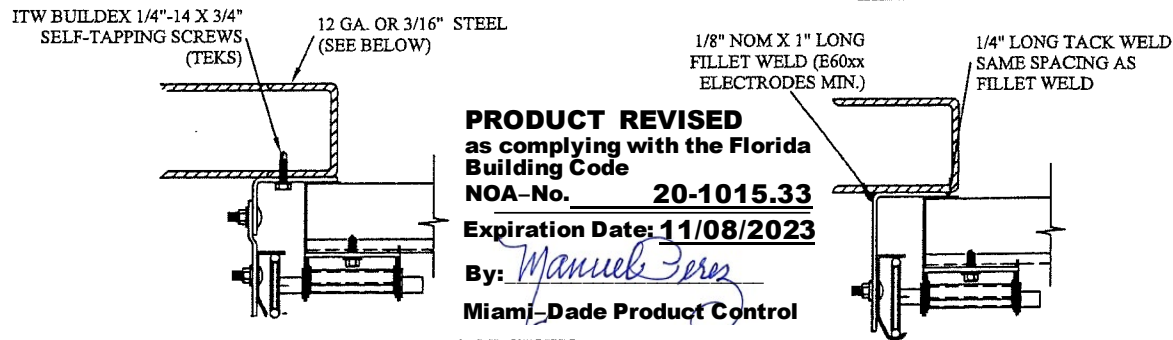 ITW BUILDEX 1/4"-14 X 3/4"
SELF-TAPPING SCREWS
(TEKS)
12 GA. OR 3/16" STEEL
(SEE BELOW)
PRODUCT REVISED
as complying with the Florida
Building Code
NOA–No. 20-1015.33
Expiration Date: 11/08/2023
By: Manuel Perez
Miami–Dade Product Control
1/8" NOM X 1" LONG
FILLET WELD (E60xx
ELECTRODES MIN.)
1/4" LONG TACK WELD
SAME SPACING AS
FILLET WELD